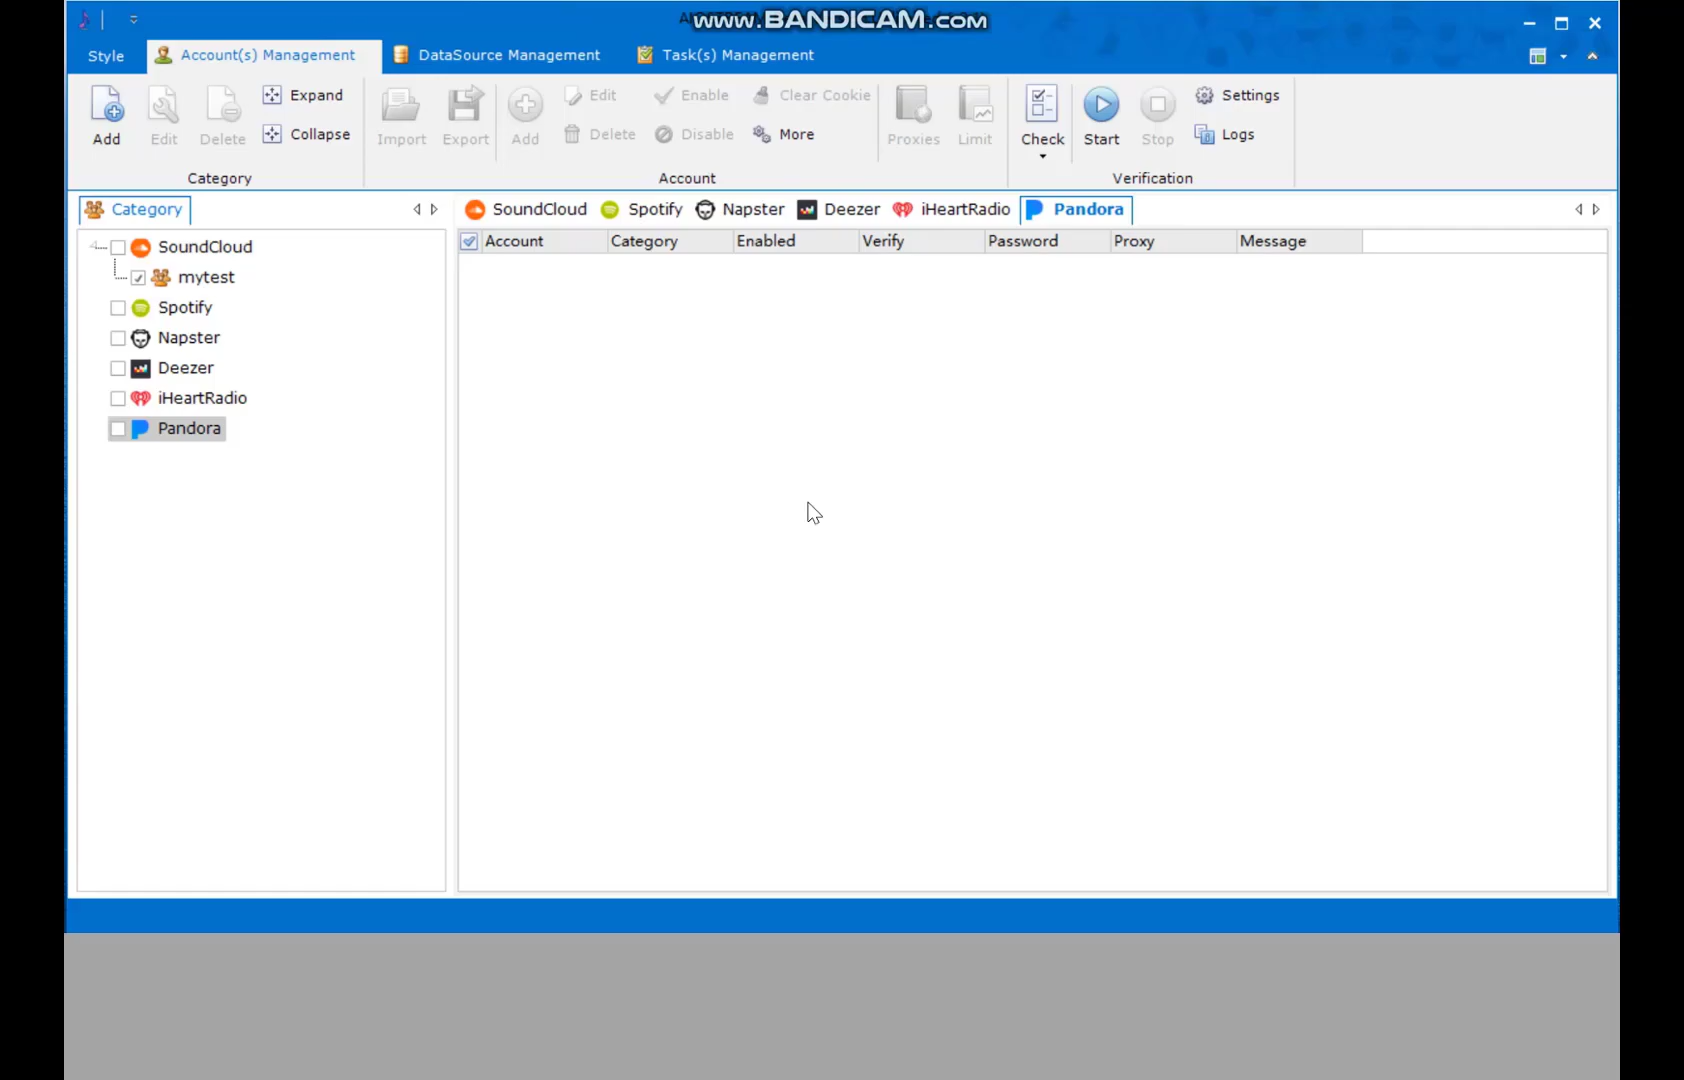 www.BANDICAM.com
Style Account(s) Management DataSource Management Task(s) Management
Expand Edit Enable Clear Cookie Settings
Add Edit Delete Collapse Import Export Add Delete Disable More Proxies Limit Check Start Stop Logs
Category Account Verification
Category SoundCloud Spotify Napster Deezer iHeartRadio Pandora
Account Category Enabled Verify Password Proxy Message
SoundCloud
mytest
Spotify
Napster
Deezer
iHeartRadio
Pandora